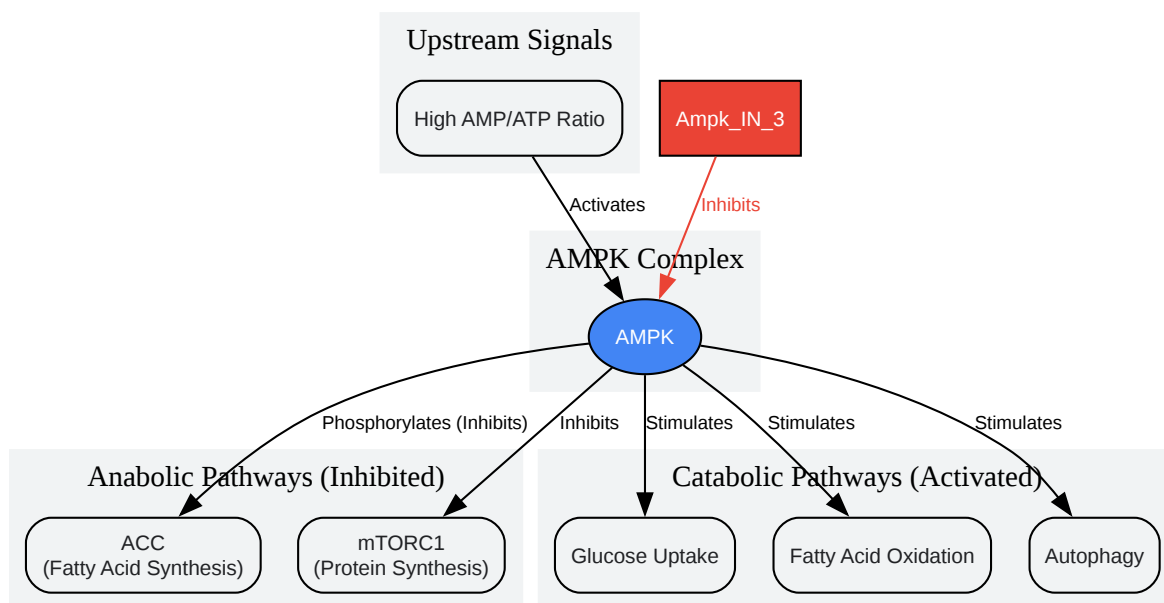 Upstream Signals
High AMP/ATP Ratio
Ampk_IN_3
Activates
Inhibits
AMPK Complex
AMPK
Phosphorylates (Inhibits)
Inhibits
Stimulates
Stimulates
Stimulates
Anabolic Pathways (Inhibited)
Catabolic Pathways (Activated)
ACC
(Fatty Acid Synthesis)
mTORC1
(Protein Synthesis)
Glucose Uptake
Fatty Acid Oxidation
Autophagy